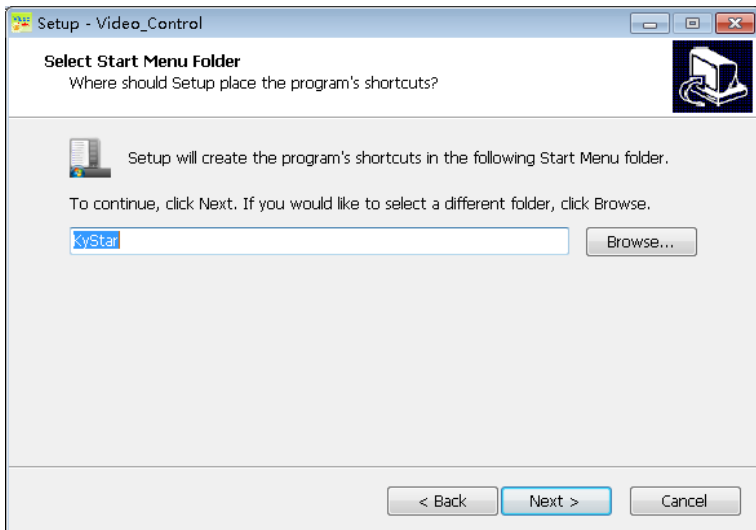 Setup - Video_Control
Select Start Menu Folder
Where should Setup place the program's shortcuts?
Setup will create the program's shortcuts in the following Start Menu folder.
To continue, click Next. If you would like to select a different folder, click Browse.
KyStar
Browse...
< Back
Next >
Cancel